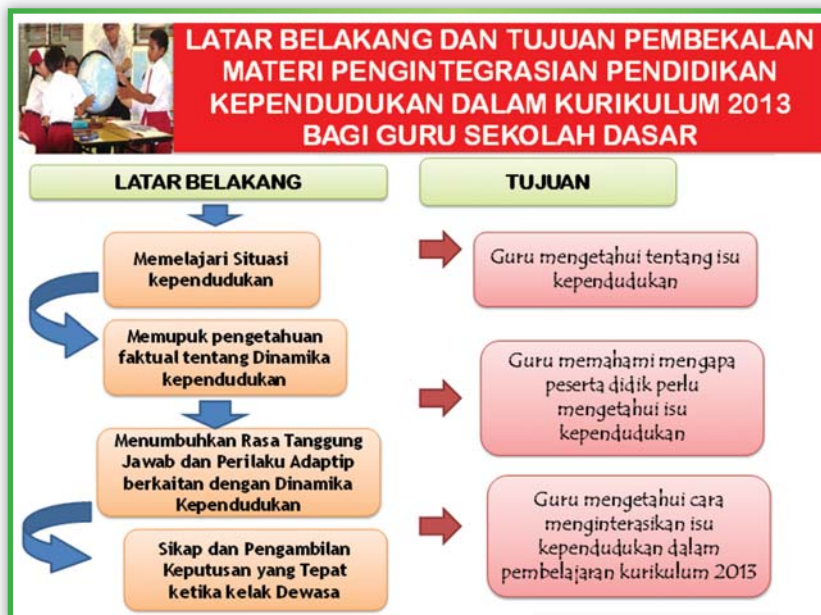 LATAR BELAKANG DAN TUJUAN PEMBEKALAN
MATERI PENGINTEGRASIAN PENDIDIKAN
KEPENDUDUKAN DALAM KURIKULUM 2013
BAGI GURU SEKOLAH DASAR
LATAR BELAKANG
Memelajari Situasi
kependudukan
Memupuk pengetahuan
faktual tentang Dinamika
kependudukan
Menumbuhkan Rasa Tanggung
Jawab dan Perilaku Adaptip
berkaitan dengan Dinamika
Kependudukan
Sikap dan Pengambilan
Keputusan yang Tepat
ketika kelak Dewasa
TUJUAN
Guru mengetahui tentang isu
kependudukan
Guru memahami mengapa
peserta didik perlu
mengetahui isu
kependudukan
Guru mengetahui cara
menginterasikan isu
kependudukan dalam
pembelajaran kurikulum 2013